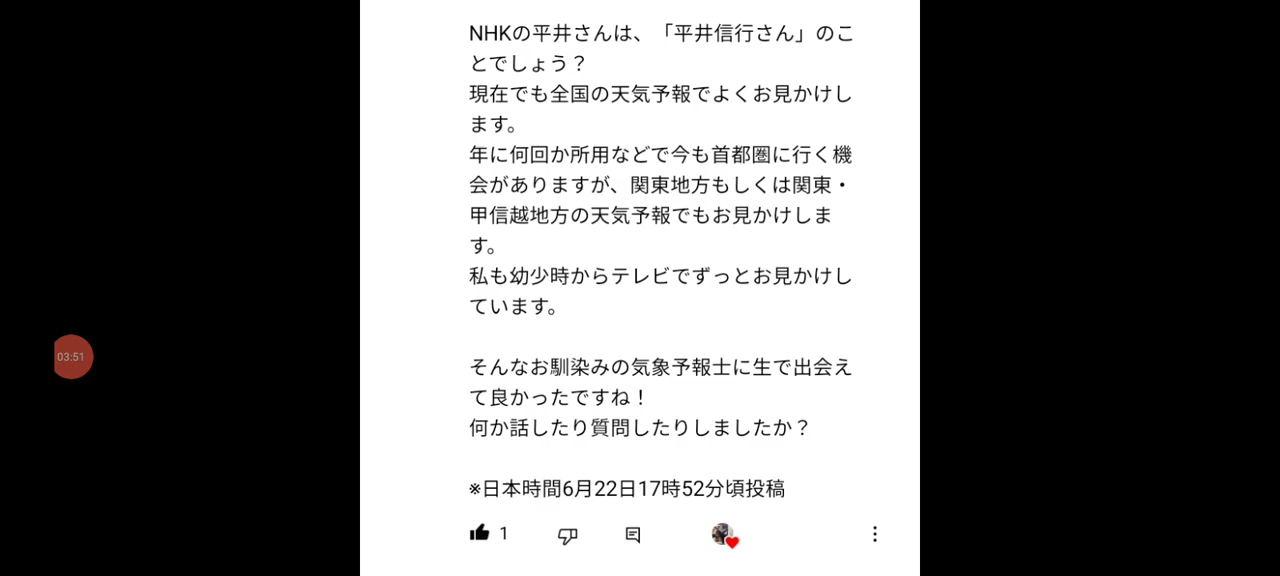 NHKの平井さんは、「平井信行さん」のこ
とでしょう？
現在でも全国の天気予報でよくお見かけし
ます。
年に何回か所用などで今も首都圏に行く機
会がありますが、関東地方もしくは関東・
甲信越地方の天気予報でもお見かけしま
す。
私も幼少時からテレビでずっとお見かけし
ています。
そんなお馴染みの気象予報士に生で出会え
て良かったですね！
何か話したり質問したりしましたか？
※日本時間6月22日17時52分頃投稿
1
03:51